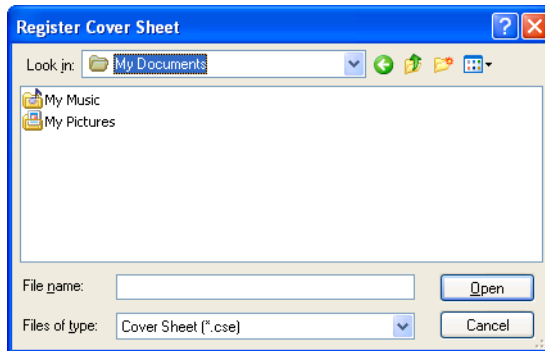 Register Cover Sheet
Look in: My Documents
My Music
My Pictures
File name:
Open
Files of type: Cover Sheet (*.cse)
Cancel